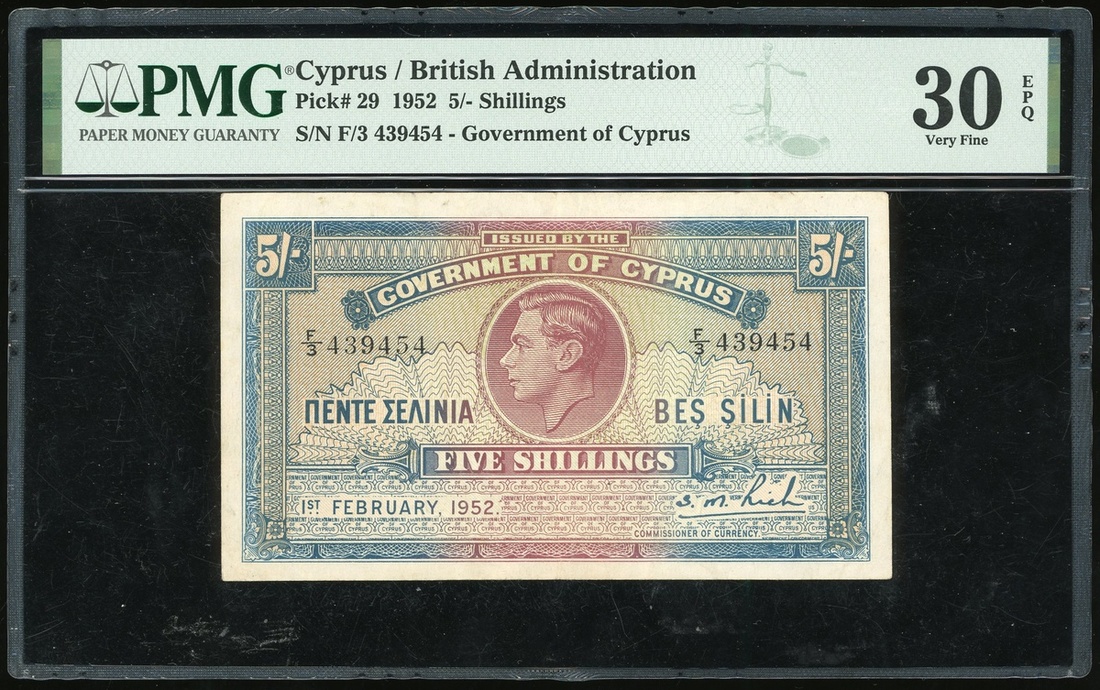 PMG® Cyprus / British Administration
PAPER MONEY GUARANTY
Pick# 29 1952 5/- Shillings
S/N F/3 439454 - Government of Cyprus
30 EPQ
Very Fine
5/- ISSUED BY THE 5/-
GOVERNMENT OF CYPRUS
F/3 439454 F/3 439454
ΠΕΝΤΕ ΣΕΛΙΝΙΑ BEŞ ŞİLİN
FIVE SHILLINGS
1ST FEBRUARY, 1952.
S. M. Rich
COMMISSIONER OF CURRENCY.